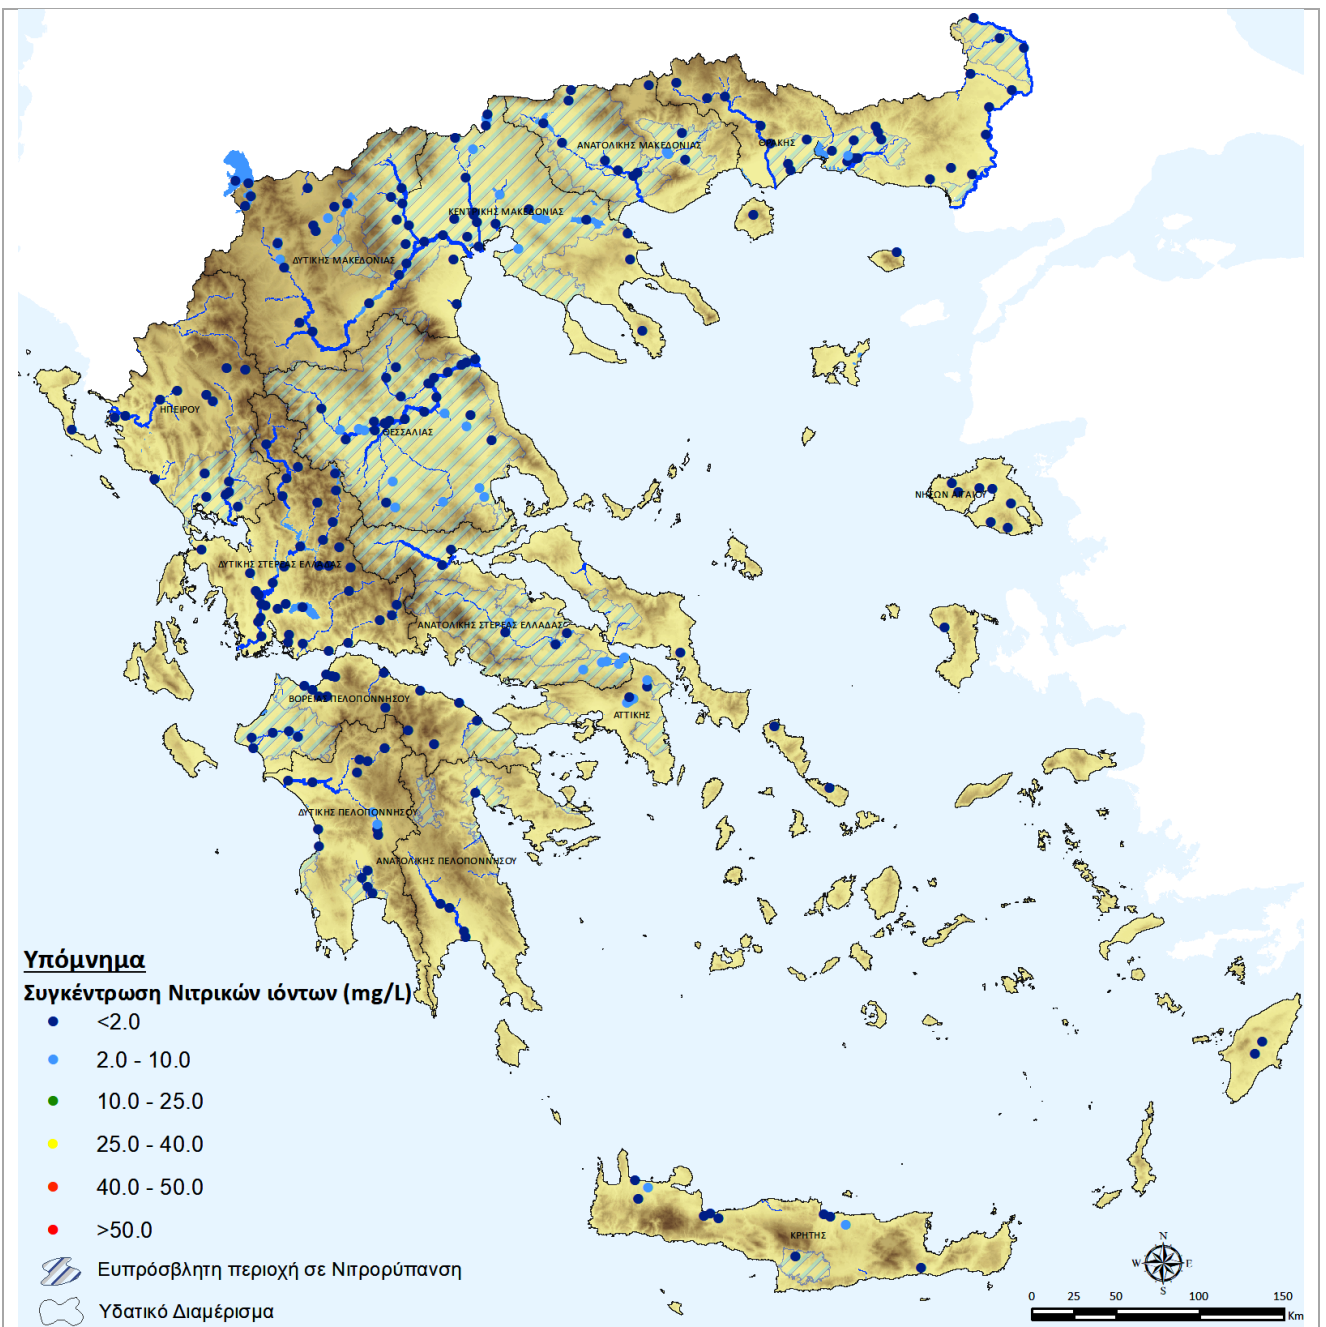 ΑΝΑΤΟΛΙΚΗΣ ΜΑΚΕΔΟΝΙΑΣ
ΘΡΑΚΗΣ
ΚΕΝΤΡΙΚΗΣ ΜΑΚΕΔΟΝΙΑΣ
ΔΥΤΙΚΗΣ ΜΑΚΕΔΟΝΙΑΣ
ΗΠΕΙΡΟΥ
ΘΕΣΣΑΛΙΑΣ
ΝΗΣΩΝ ΑΙΓΑΙΟΥ
ΔΥΤΙΚΗΣ ΣΤΕΡΕΑΣ ΕΛΛΑΔΑΣ
ΑΝΑΤΟΛΙΚΗΣ ΣΤΕΡΕΑΣ ΕΛΛΑΔΑΣ
ΒΟΡΕΙΑΣ ΠΕΛΟΠΟΝΝΗΣΟΥ
ΑΤΤΙΚΗΣ
ΔΥΤΙΚΗΣ ΠΕΛΟΠΟΝΝΗΣΟΥ
ΑΝΑΤΟΛΙΚΗΣ ΠΕΛΟΠΟΝΝΗΣΟΥ
Υπόμνημα
Συγκέντρωση Νιτρικών ιόντων (mg/L)
<2.0
2.0 - 10.0
10.0 - 25.0
25.0 - 40.0
40.0 - 50.0
>50.0
Ευπρόσβλητη περιοχή σε Νιτρορύπανση
Υδατικό Διαμέρισμα
ΚΡΗΤΗΣ
N
W E
S
0 25 50 100 150
Km